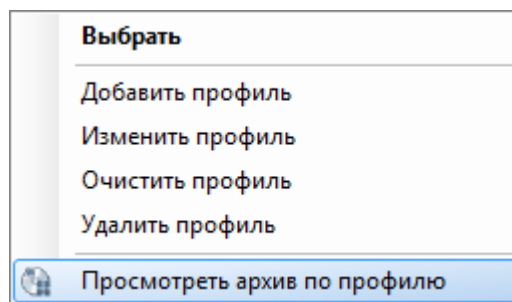 Выбрать
Добавить профиль
Изменить профиль
Очистить профиль
Удалить профиль
Просмотреть архив по профилю